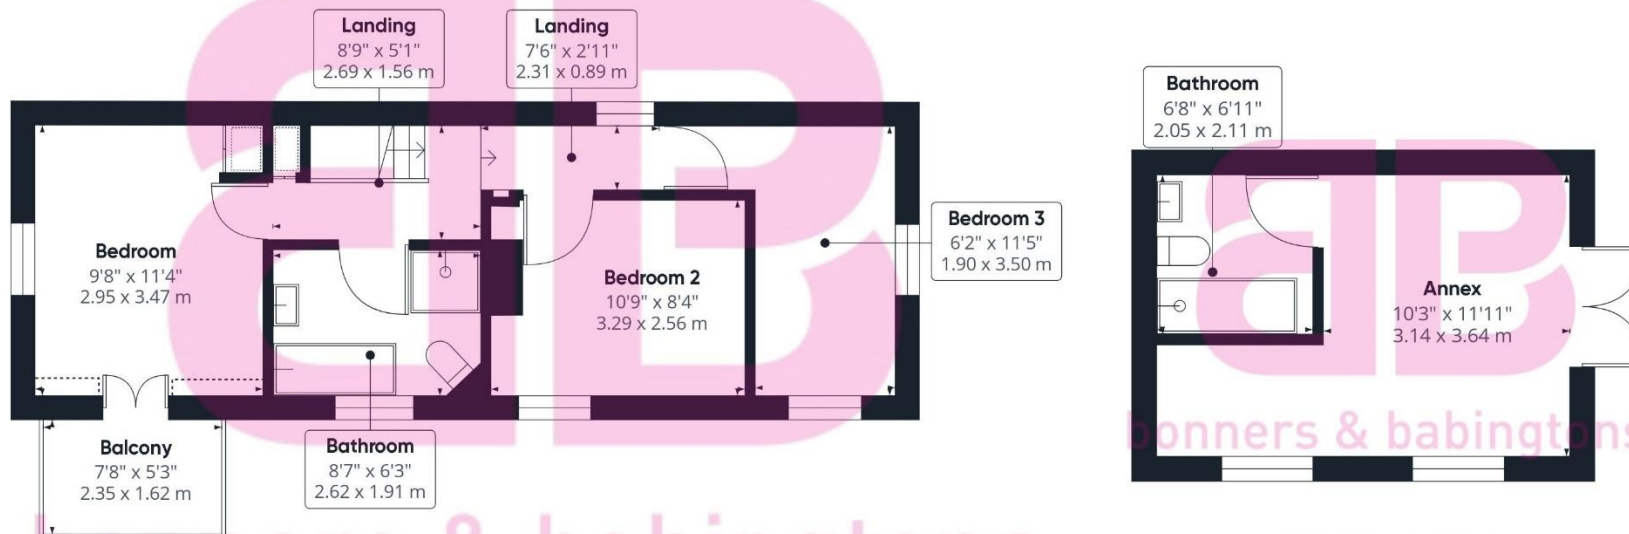 Landing
8'9" x 5'1"
2.69 x 1.56 m
Landing
7'6" x 2'11"
2.31 x 0.89 m
Bathroom
6'8" x 6'11"
2.05 x 2.11 m
Bedroom
9'8" x 11'4"
2.95 x 3.47 m
Bedroom 2
10'9" x 8'4"
3.29 x 2.56 m
Bedroom 3
6'2" x 11'5"
1.90 x 3.50 m
Annex
10'3" x 11'11"
3.14 x 3.64 m
Balcony
7'8" x 5'3"
2.35 x 1.62 m
Bathroom
8'7" x 6'3"
2.62 x 1.91 m
aB
aB
bonners & babingtons